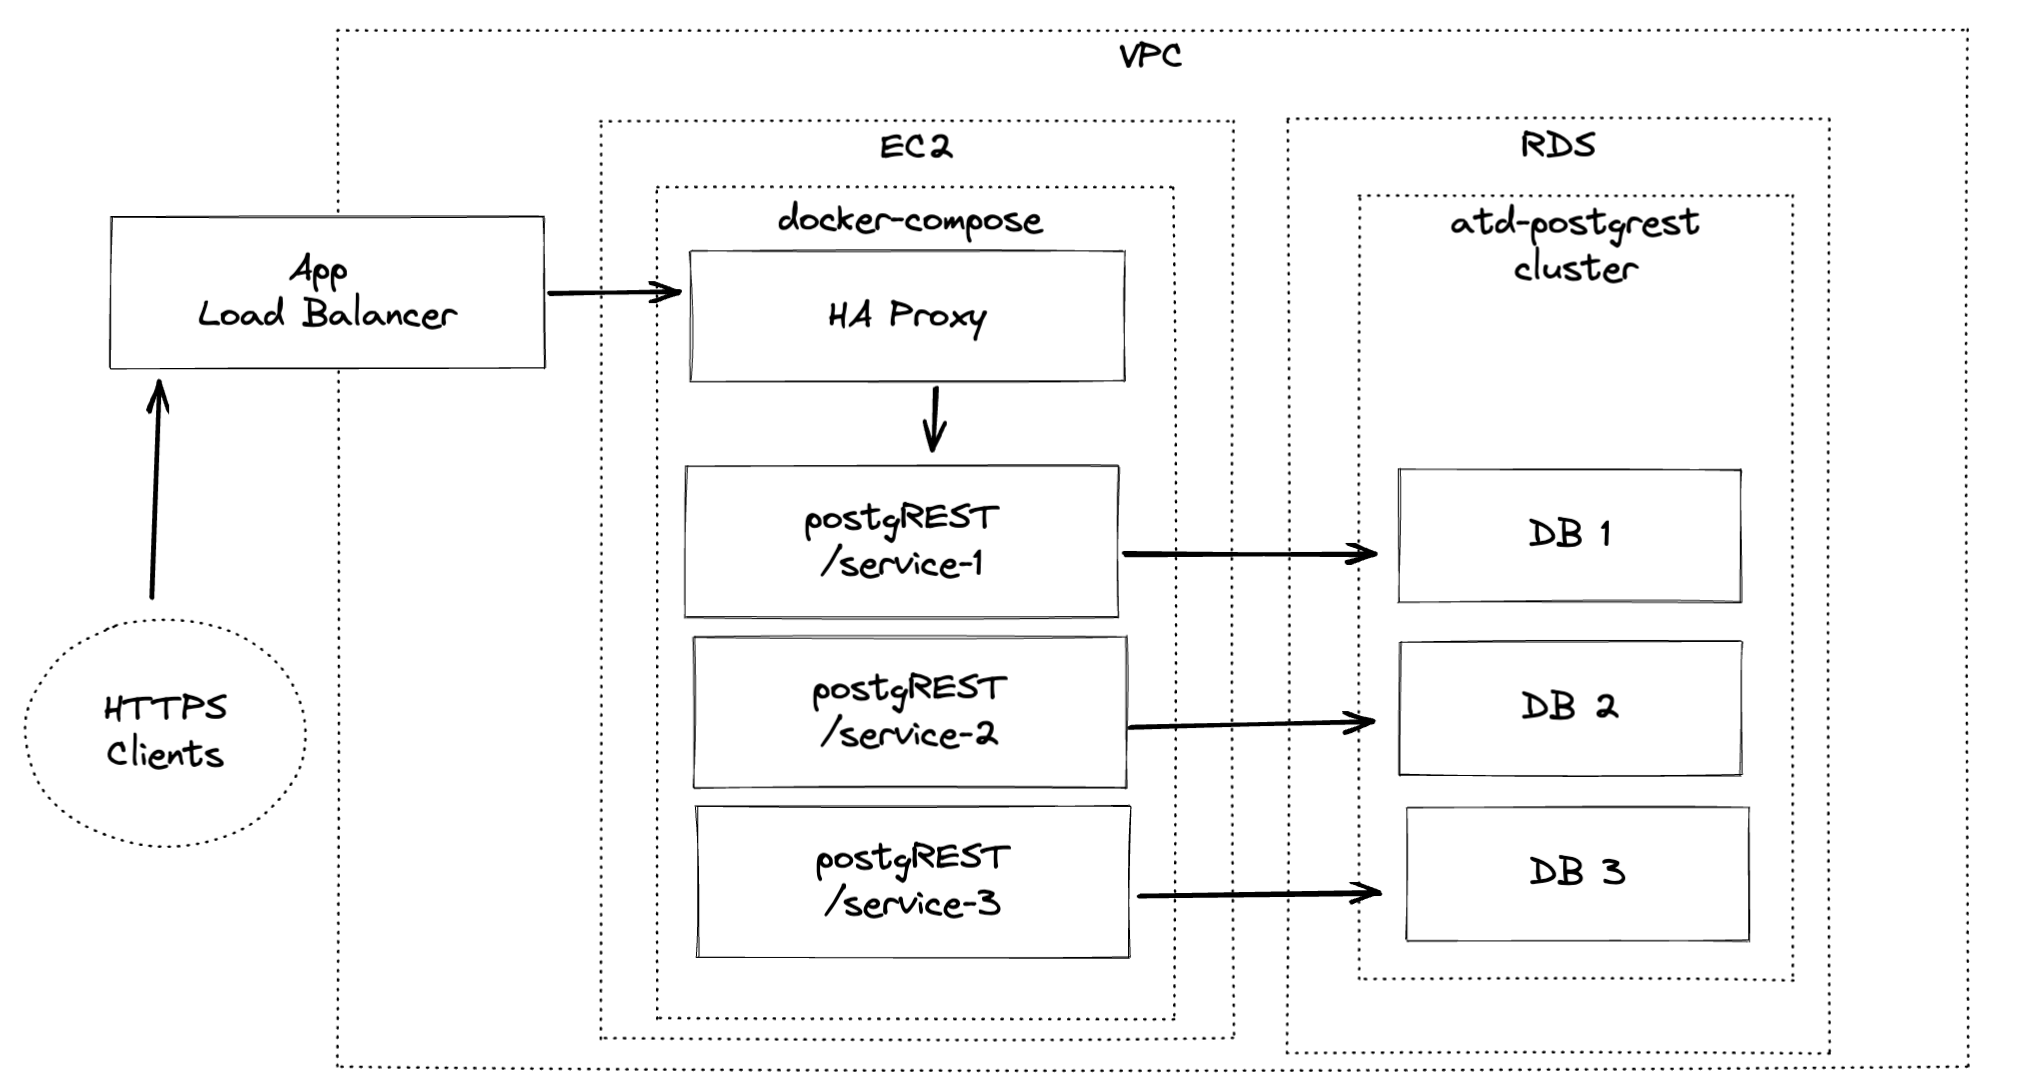 VPC
EC2
RDS
docker-compose
atd-postgrest
cluster
App
Load Balancer
HA Proxy
postgREST
/service-1
DB 1
HTTPS
Clients
postgREST
/service-2
DB 2
postgREST
/service-3
DB 3